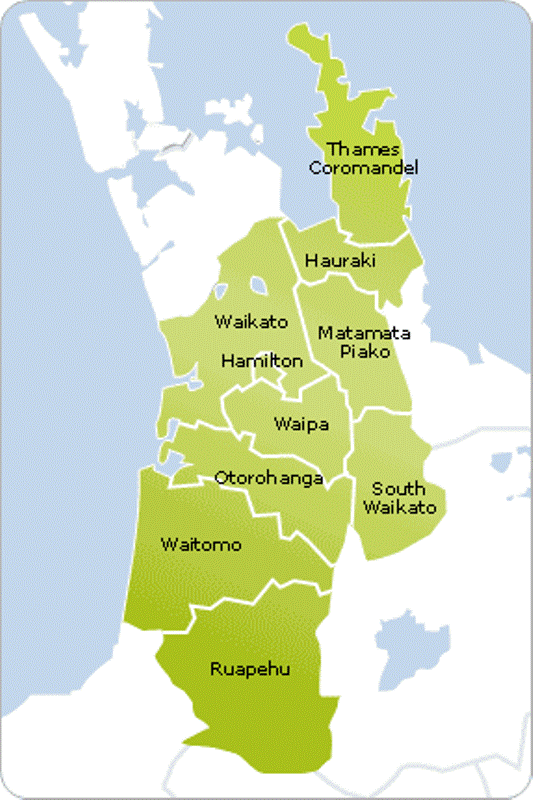 Thames
Coromandel
Hauraki
Waikato
Matamata
Piako
Hamilton
Waipa
Otorohanga
South
Waikato
Waitomo
Ruapehu